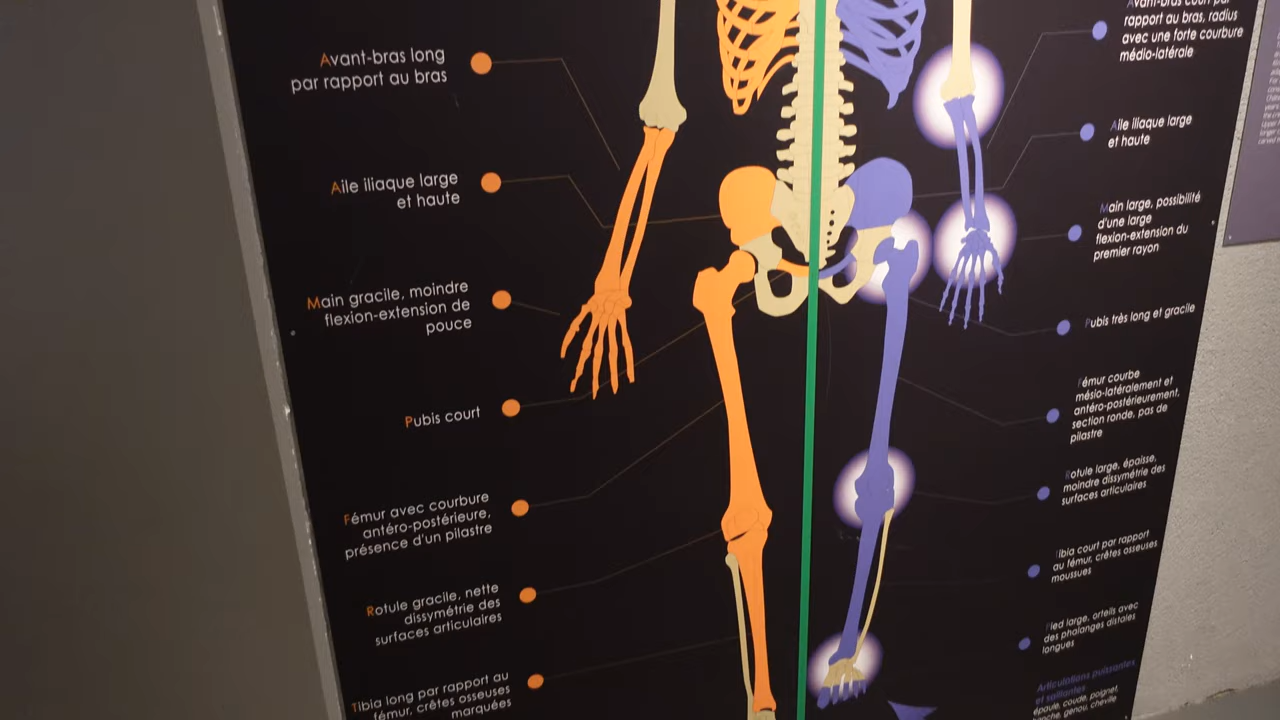 Avant-bras long
par rapport au bras
Aile iliaque large
et haute
Main gracile, moindre
flexion-extension de
pouce
Pubis court
Fémur avec courbure
antéro-postérieure,
présence d'un pilastre
Rotule gracile, nette
dissymétrie des
surfaces articulaires
Tibia long par rapport au
fémur, crêtes osseuses
marquées
Avant-bras court par
rapport au bras, radius
avec une forte courbure
médio-latérale
Aile iliaque large
et haute
Main large, possibilité
d'une large
flexion-extension du
premier rayon
Pubis très long et gracile
Fémur courbe
mésio-latéralement et
antéro-postérieurement,
section ronde, pas de
pilastre
Rotule large, épaisse,
moindre dissymétrie des
surfaces articulaires
Tibia court par rapport
au fémur, crêtes osseuses
mousses
Pied large, orteils avec
des phalanges distales
longues
Articulations puissantes
et saillantes
épaule, coude, poignet,
hanche, genou, cheville